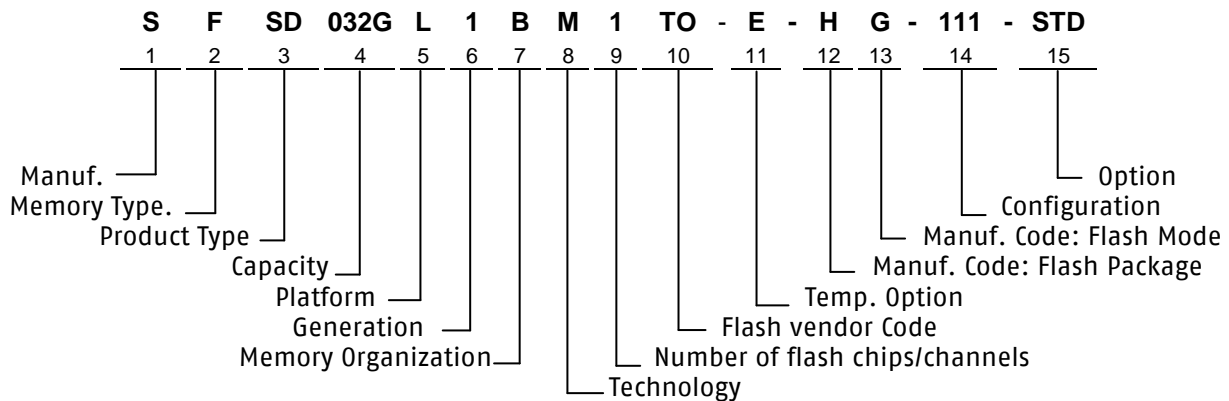 S F SD 032G L 1 B M 1 TO - E - H G - 111 - STD
1 2 3 4 5 6 7 8 9 10 11 12 13 14 15
Manuf. Option
Memory Type. Configuration
Product Type Manuf. Code: Flash Mode
Capacity Manuf. Code: Flash Package
Platform Temp. Option
Generation Flash vendor Code
Memory Organization Number of flash chips/channels
Technology